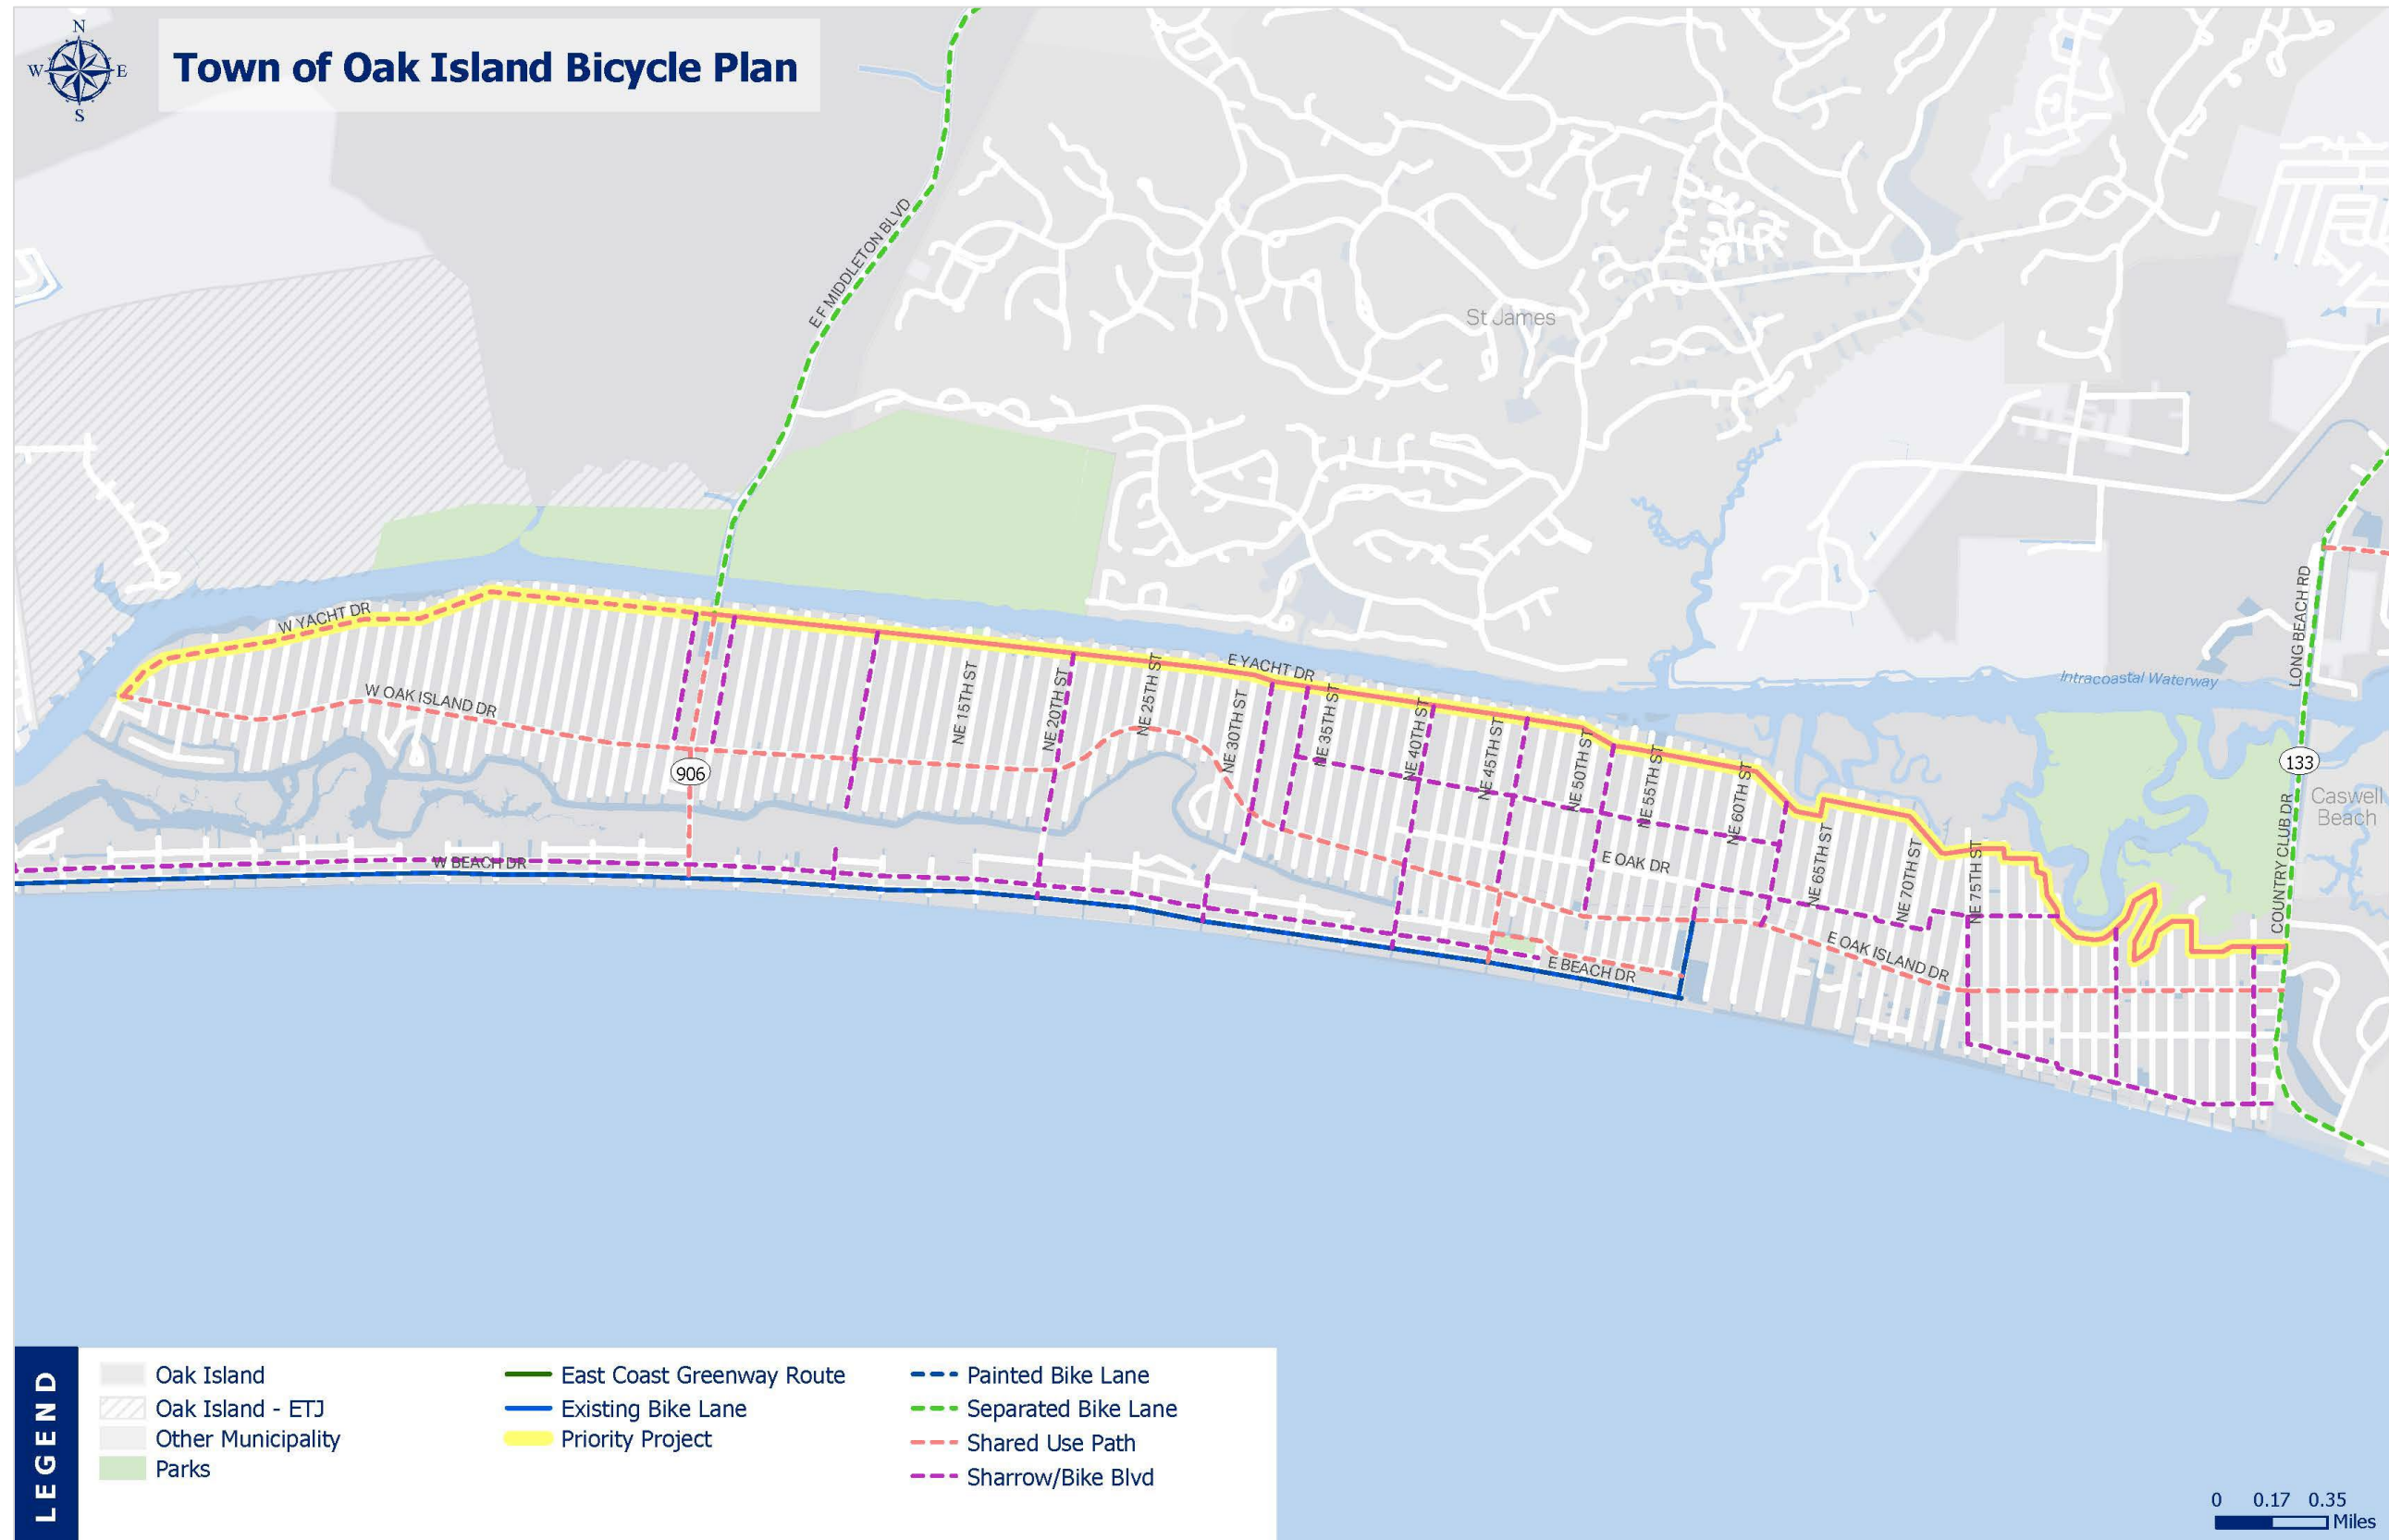 N
W
E
S
Town of Oak Island Bicycle Plan
E F MIDDLETON BLVD
St James
LONG BEACH RD
W YACHT DR
E YACHT DR
Intracoastal Waterway
W OAK ISLAND DR
NE 15TH ST
NE 20TH ST
NE 25TH ST
NE 30TH ST
NE 35TH ST
NE 40TH ST
NE 45TH ST
NE 50TH ST
NE 55TH ST
NE 60TH ST
NE 65TH ST
NE 70TH ST
NE 75TH ST
906
133
Caswell
Beach
COUNTRY CLUB DR
W BEACH DR
E OAK DR
E OAK ISLAND DR
E BEACH DR
LEGEND
Oak Island
Oak Island - ETJ
Other Municipality
Parks
East Coast Greenway Route
Existing Bike Lane
Priority Project
Painted Bike Lane
Separated Bike Lane
Shared Use Path
Sharrow/Bike Blvd
0 0.17 0.35
Miles